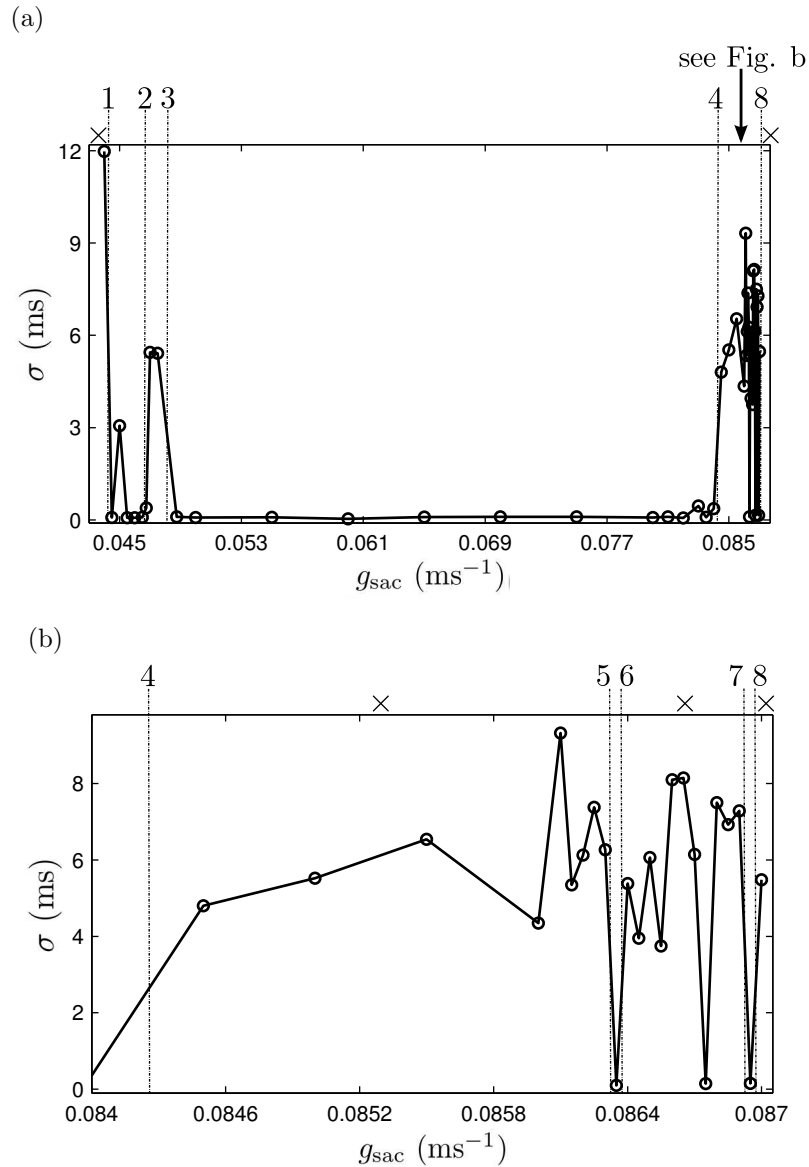 (a)
see Fig. b
1 2 3 4 8
× ×
12
9
6
3
0
σ (ms)
0.045 0.053 0.061 0.069 0.077 0.085
g_sac (ms⁻¹)
(b)
4 5 6 7 8
× × ×
8
6
4
2
0
σ (ms)
0.084 0.0846 0.0852 0.0858 0.0864 0.087
g_sac (ms⁻¹)